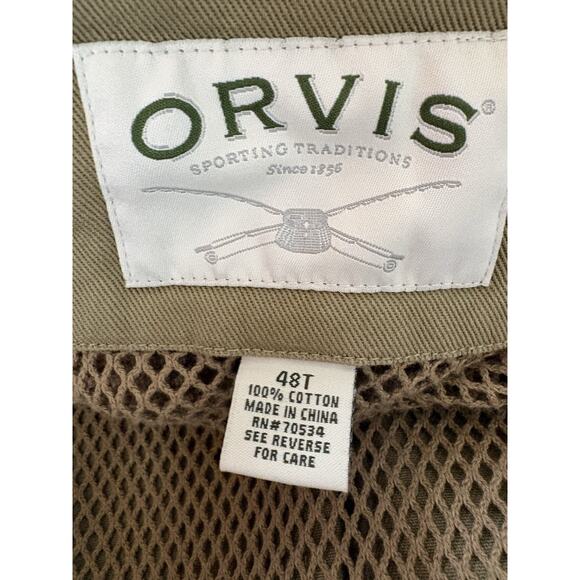 ORVIS®
SPORTING TRADITIONS
Since 1856
48T
100% COTTON
MADE IN CHINA
RN# 70534
SEE REVERSE
FOR CARE